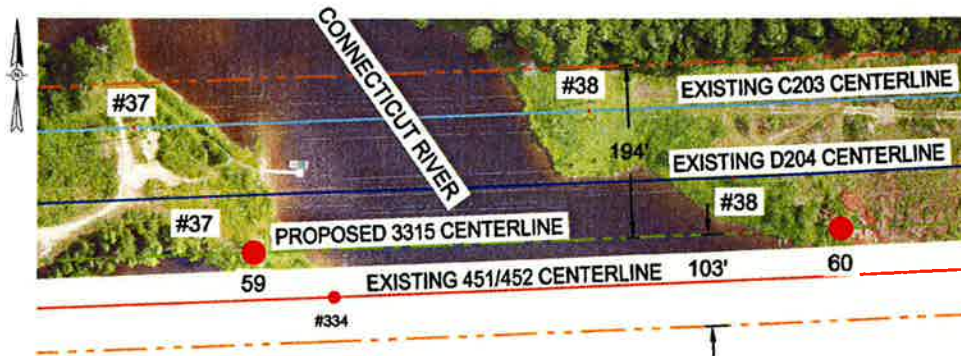 N
CONNECTICUT RIVER
#37
#38
EXISTING C203 CENTERLINE
194'
EXISTING D204 CENTERLINE
#37
#38
PROPOSED 3315 CENTERLINE
59
EXISTING 451/452 CENTERLINE
103'
60
#334